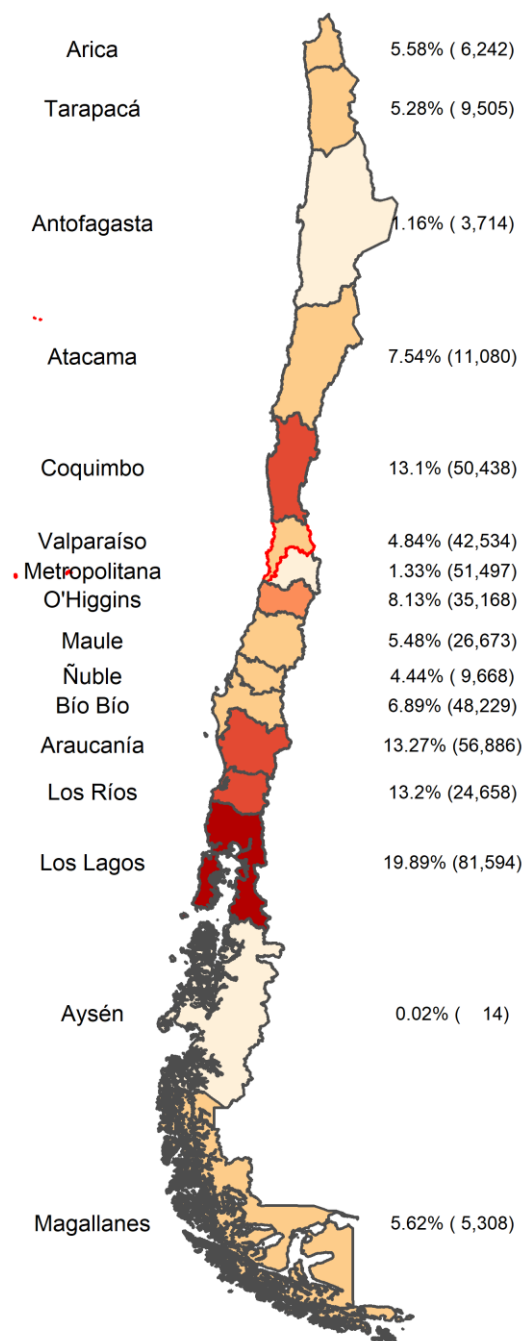 Arica 5.58% ( 6,242)
Tarapacá 5.28% ( 9,505)
Antofagasta 1.16% ( 3,714)
Atacama 7.54% (11,080)
Coquimbo 13.1% (50,438)
Valparaíso 4.84% (42,534)
Metropolitana 1.33% (51,497)
O'Higgins 8.13% (35,168)
Maule 5.48% (26,673)
Ñuble 4.44% ( 9,668)
Bío Bío 6.89% (48,229)
Araucanía 13.27% (56,886)
Los Ríos 13.2% (24,658)
Los Lagos 19.89% (81,594)
Aysén 0.02% ( 14)
Magallanes 5.62% ( 5,308)